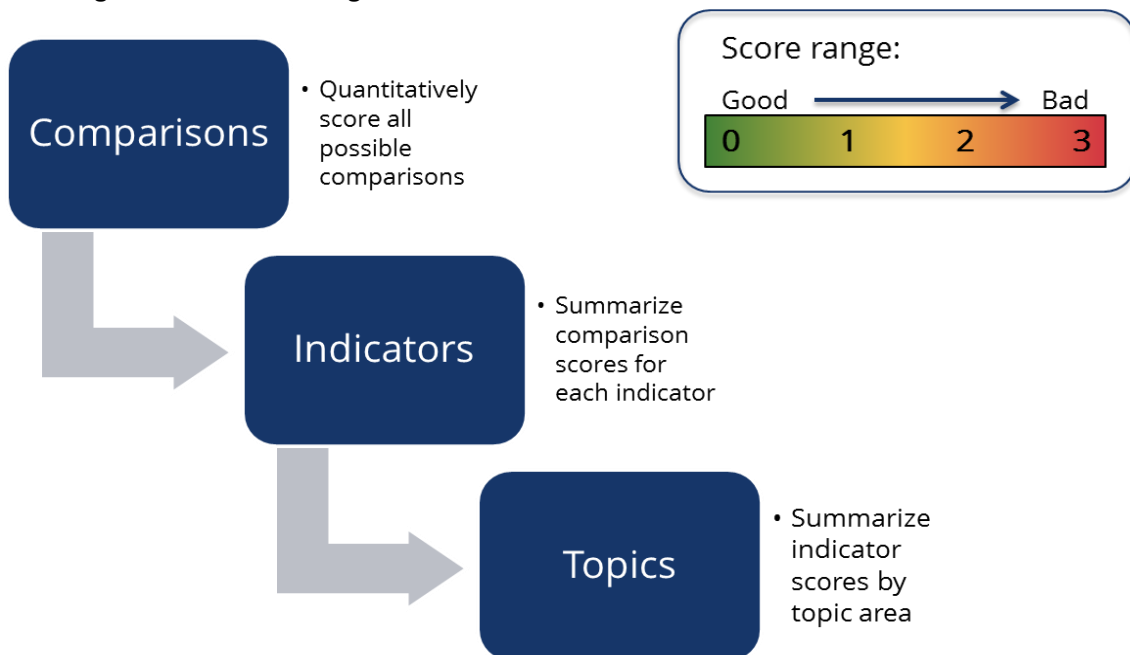 Comparisons
• Quantitatively
score all
possible
comparisons
Score range:
Good Bad
0 1 2 3
Indicators
• Summarize
comparison
scores for
each indicator
Topics
• Summarize
indicator
scores by
topic area